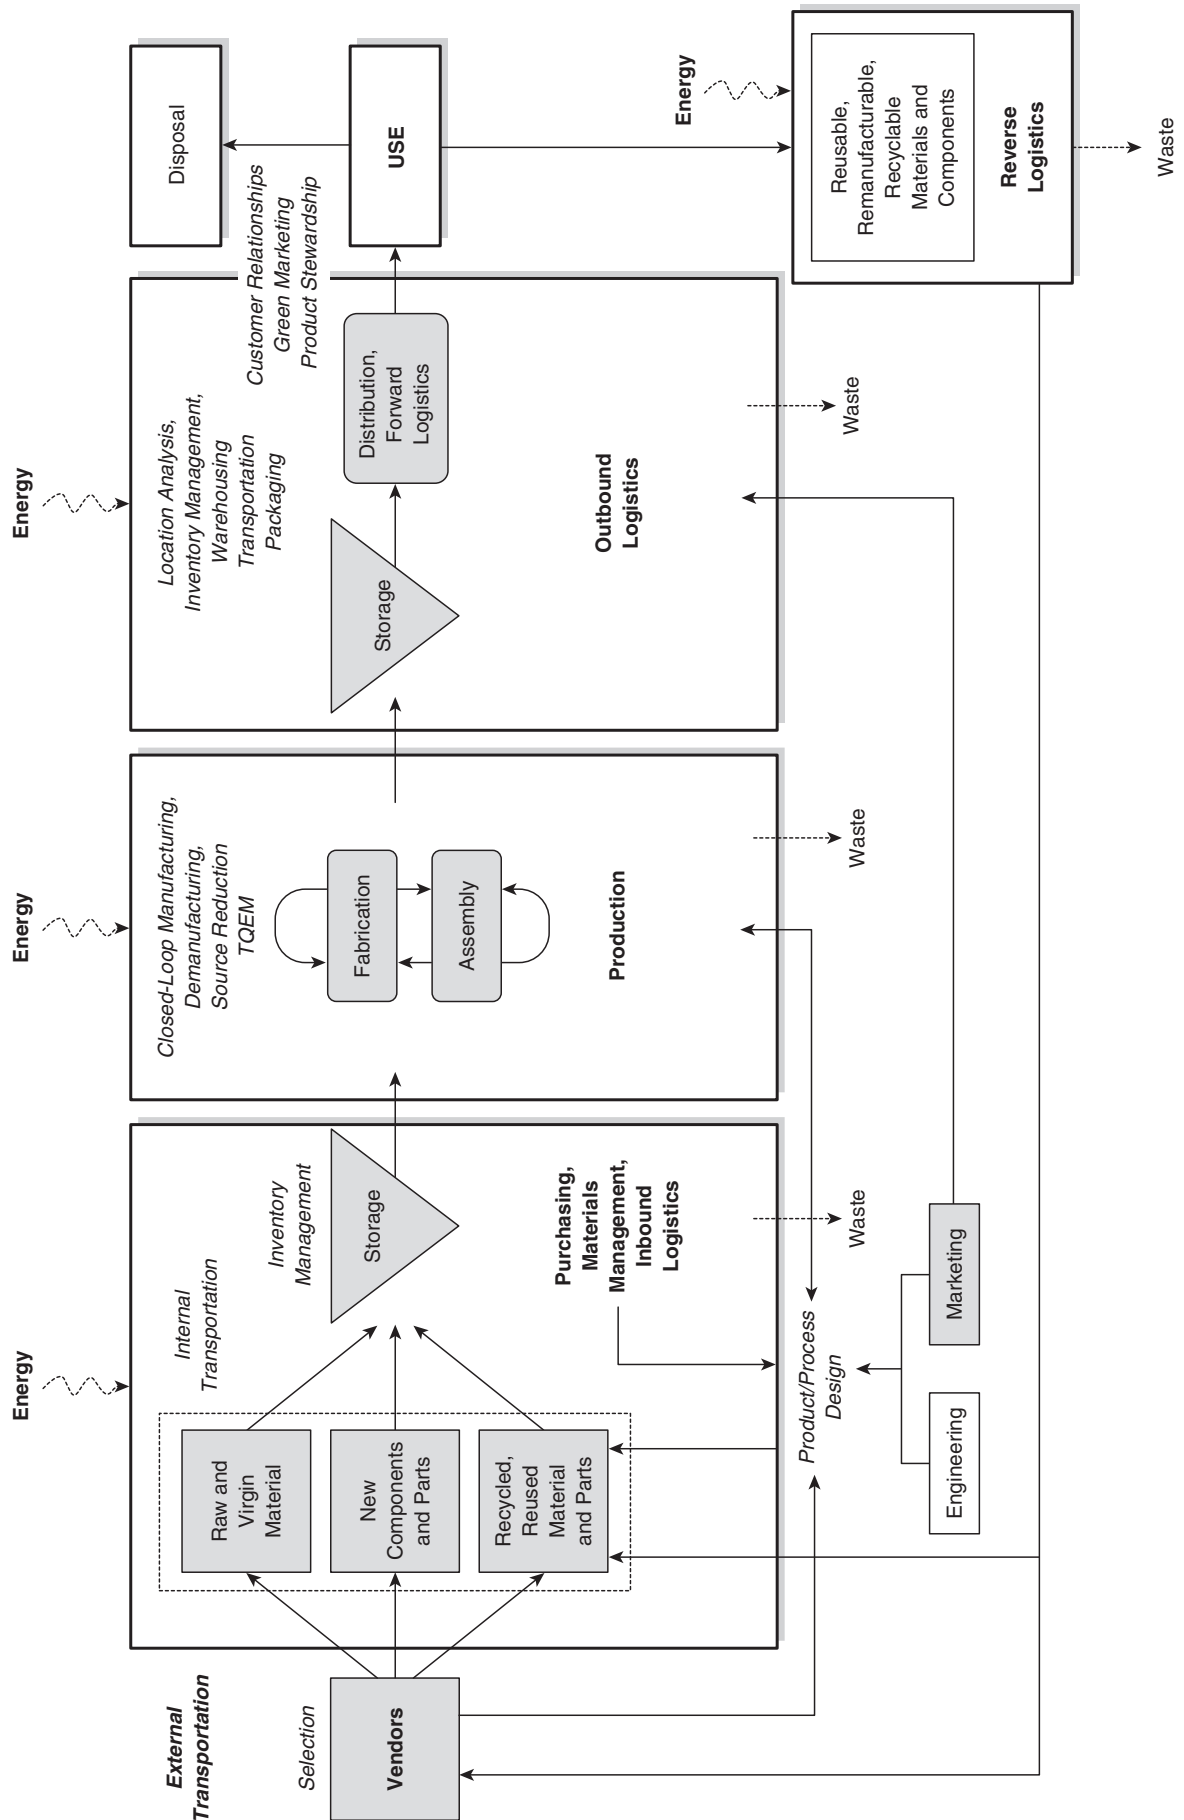 External
Transportation
Selection
Vendors
Energy
Internal
Transportation
Raw and
Virgin
Material
New
Components
and Parts
Recycled,
Reused
Material
and Parts
Inventory
Management
Storage
Purchasing,
Materials
Management,
Inbound
Logistics
Waste
Product/Process
Design
Engineering
Marketing
Energy
Closed-Loop Manufacturing,
Demanufacturing,
Source Reduction
TQEM
Fabrication
Assembly
Production
Waste
Energy
Location Analysis,
Inventory Management,
Warehousing
Transportation
Packaging
Storage
Distribution,
Forward
Logistics
Outbound
Logistics
Waste
Customer Relationships
Green Marketing
Product Stewardship
Disposal
USE
Energy
Reusable,
Remanufacturable,
Recyclable
Materials and
Components
Reverse
Logistics
Waste